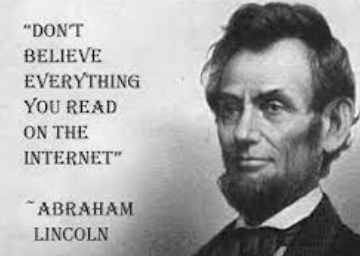 "DON'T
BELIEVE
EVERYTHING
YOU READ
ON THE
INTERNET"
~ABRAHAM
LINCOLN